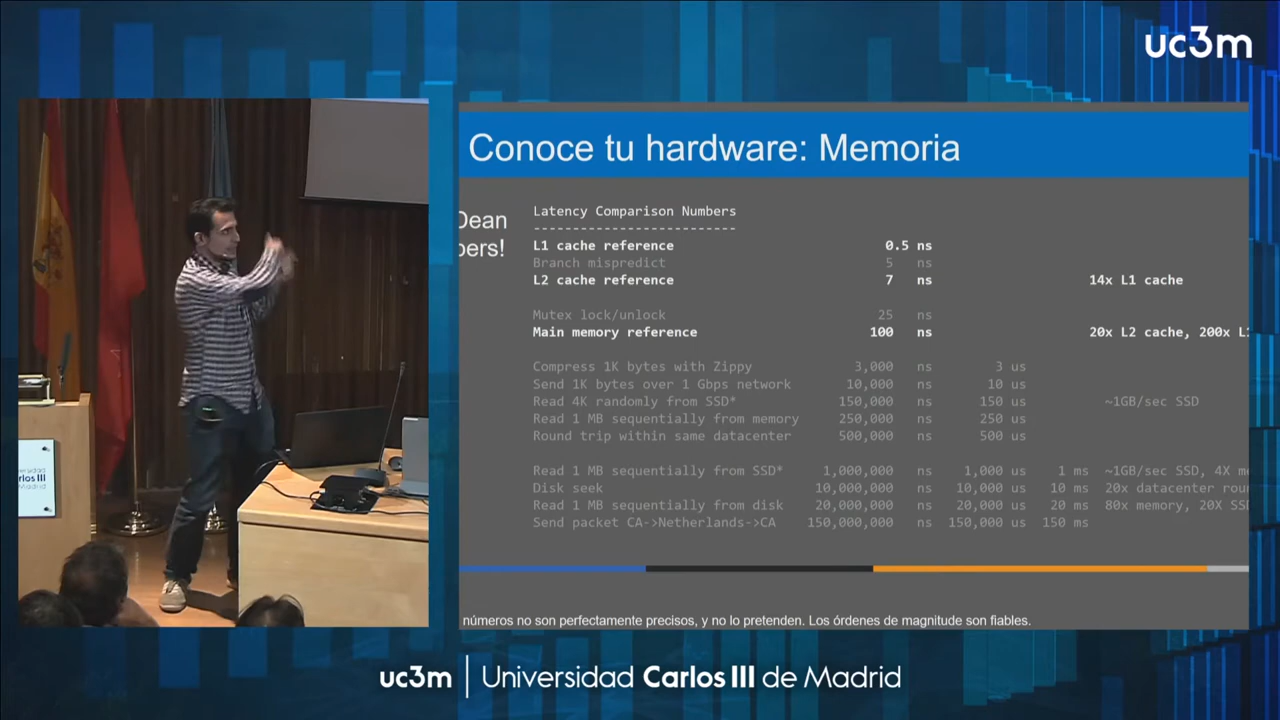 uc3m
Conoce tu hardware: Memoria
Dean
bers!
Latency Comparison Numbers
--------------------------
L1 cache reference 0.5 ns
Branch mispredict 5 ns
L2 cache reference 7 ns 14x L1 cache
Mutex lock/unlock 25 ns
Main memory reference 100 ns 20x L2 cache, 200x L1
Compress 1K bytes with Zippy 3,000 ns 3 us
Send 1K bytes over 1 Gbps network 10,000 ns 10 us
Read 4K randomly from SSD* 150,000 ns 150 us ~1GB/sec SSD
Read 1 MB sequentially from memory 250,000 ns 250 us
Round trip within same datacenter 500,000 ns 500 us
Read 1 MB sequentially from SSD* 1,000,000 ns 1,000 us 1 ms ~1GB/sec SSD, 4X me
Disk seek 10,000,000 ns 10,000 us 10 ms 20x datacenter rou
Read 1 MB sequentially from disk 20,000,000 ns 20,000 us 20 ms 80x memory, 20X SS
Send packet CA->Netherlands->CA 150,000,000 ns 150,000 us 150 ms
números no son perfectamente precisos, y no lo pretenden. Los órdenes de magnitude son fiables.
Carlos III
de Madrid
uc3m | Universidad Carlos III de Madrid